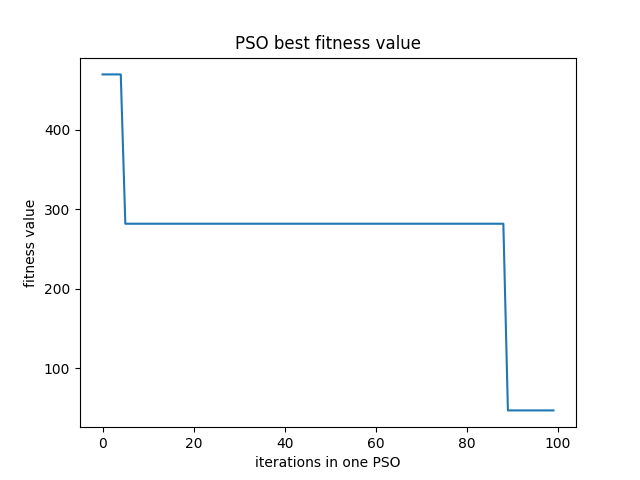 PSO best fitness value
fitness value
400
300
200
100
0 20 40 60 80 100
iterations in one PSO